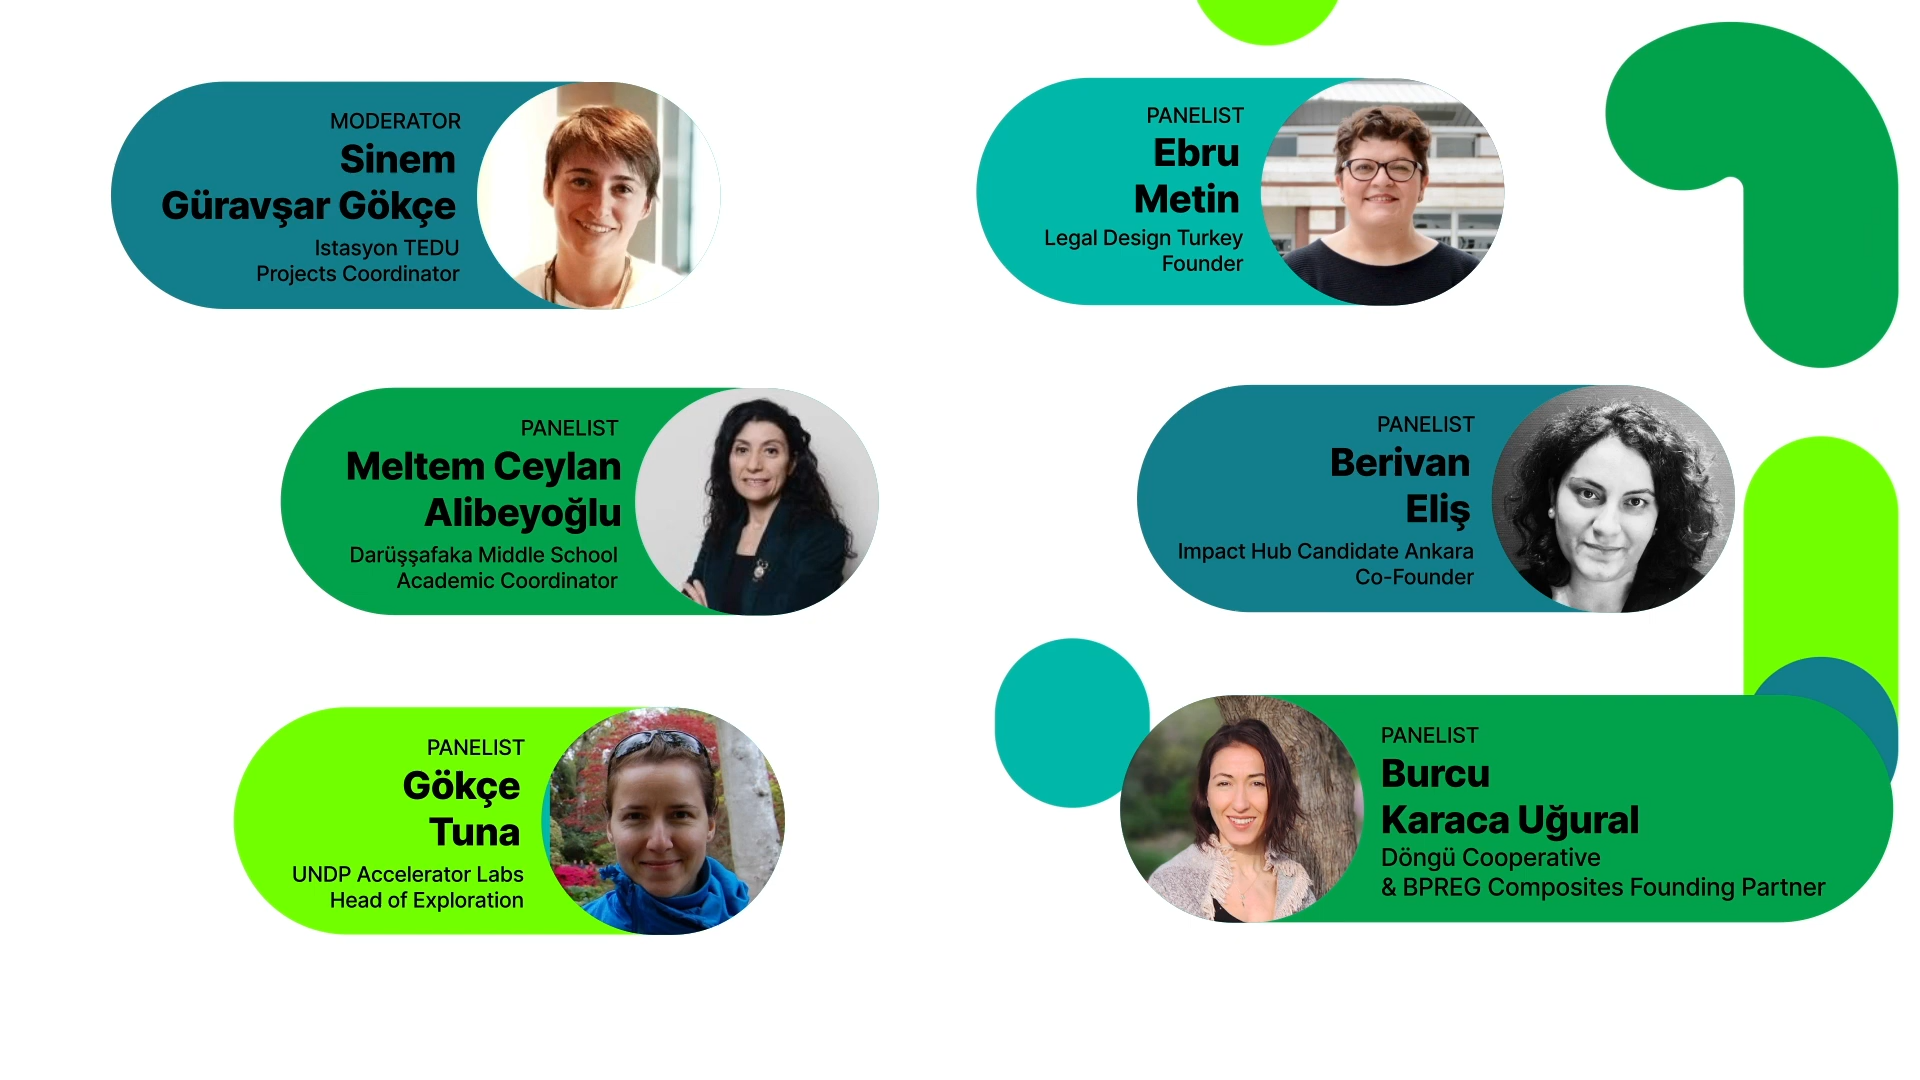 MODERATOR
Sinem
Güravşar Gökçe
Istasyon TEDU
Projects Coordinator
PANELIST
Ebru
Metin
Legal Design Turkey
Founder
PANELIST
Meltem Ceylan
Alibeyoğlu
Darüşşafaka Middle School
Academic Coordinator
PANELIST
Berivan
Eliş
Impact Hub Candidate Ankara
Co-Founder
PANELIST
Gökçe
Tuna
UNDP Accelerator Labs
Head of Exploration
PANELIST
Burcu
Karaca Uğural
Döngü Cooperative
& BPREG Composites Founding Partner